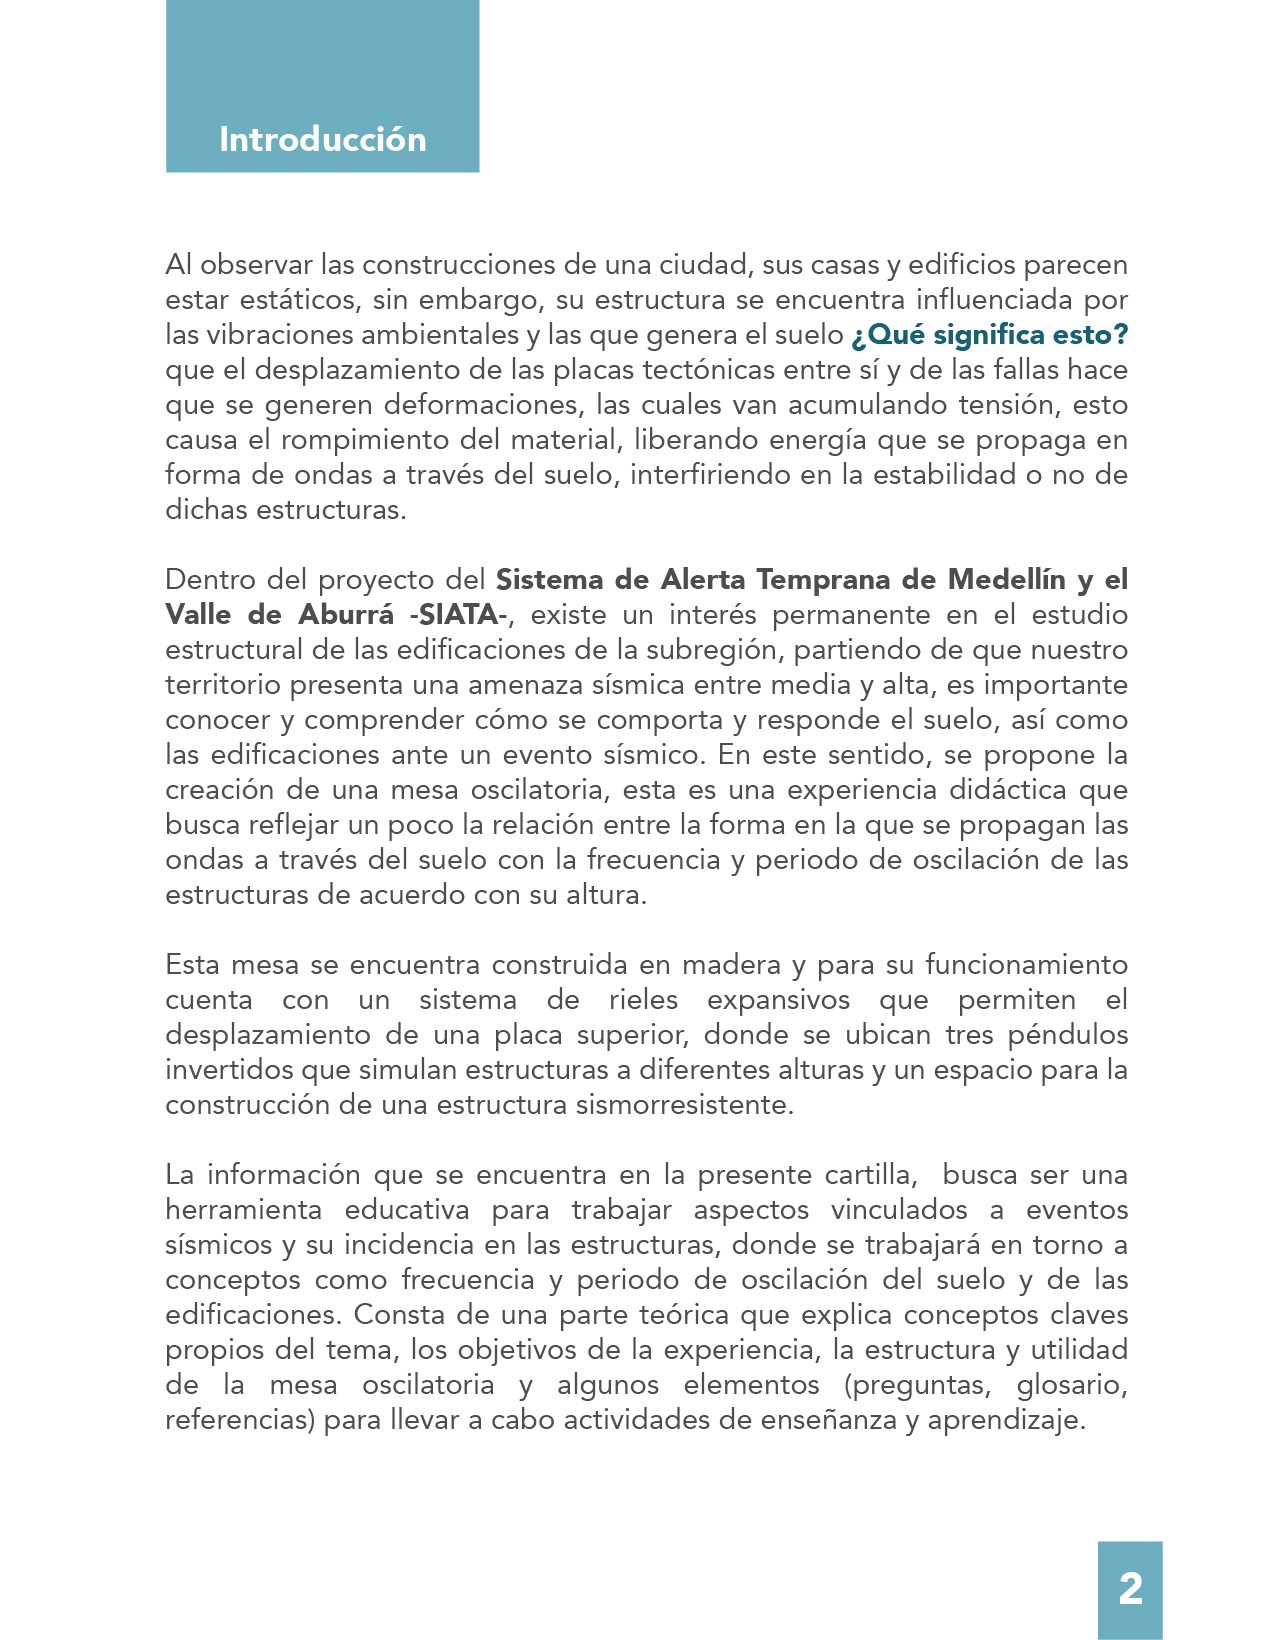 Introducción
Al observar las construcciones de una ciudad, sus casas y edificios parecen
estar estáticos, sin embargo, su estructura se encuentra influenciada por
las vibraciones ambientales y las que genera el suelo ¿Qué significa esto?
que el desplazamiento de las placas tectónicas entre sí y de las fallas hace
que se generen deformaciones, las cuales van acumulando tensión, esto
causa el rompimiento del material, liberando energía que se propaga en
forma de ondas a través del suelo, interfiriendo en la estabilidad o no de
dichas estructuras.
Dentro del proyecto del Sistema de Alerta Temprana de Medellín y el
Valle de Aburrá -SIATA-, existe un interés permanente en el estudio
estructural de las edificaciones de la subregión, partiendo de que nuestro
territorio presenta una amenaza sísmica entre media y alta, es importante
conocer y comprender cómo se comporta y responde el suelo, así como
las edificaciones ante un evento sísmico. En este sentido, se propone la
creación de una mesa oscilatoria, esta es una experiencia didáctica que
busca reflejar un poco la relación entre la forma en la que se propagan las
ondas a través del suelo con la frecuencia y periodo de oscilación de las
estructuras de acuerdo con su altura.
Esta mesa se encuentra construida en madera y para su funcionamiento
cuenta con un sistema de rieles expansivos que permiten el
desplazamiento de una placa superior, donde se ubican tres péndulos
invertidos que simulan estructuras a diferentes alturas y un espacio para la
construcción de una estructura sismorresistente.
La información que se encuentra en la presente cartilla,  busca ser una
herramienta educativa para trabajar aspectos vinculados a eventos
sísmicos y su incidencia en las estructuras, donde se trabajará en torno a
conceptos como frecuencia y periodo de oscilación del suelo y de las
edificaciones. Consta de una parte teórica que explica conceptos claves
propios del tema, los objetivos de la experiencia, la estructura y utilidad
de la mesa oscilatoria y algunos elementos (preguntas, glosario,
referencias) para llevar a cabo actividades de enseñanza y aprendizaje.
2